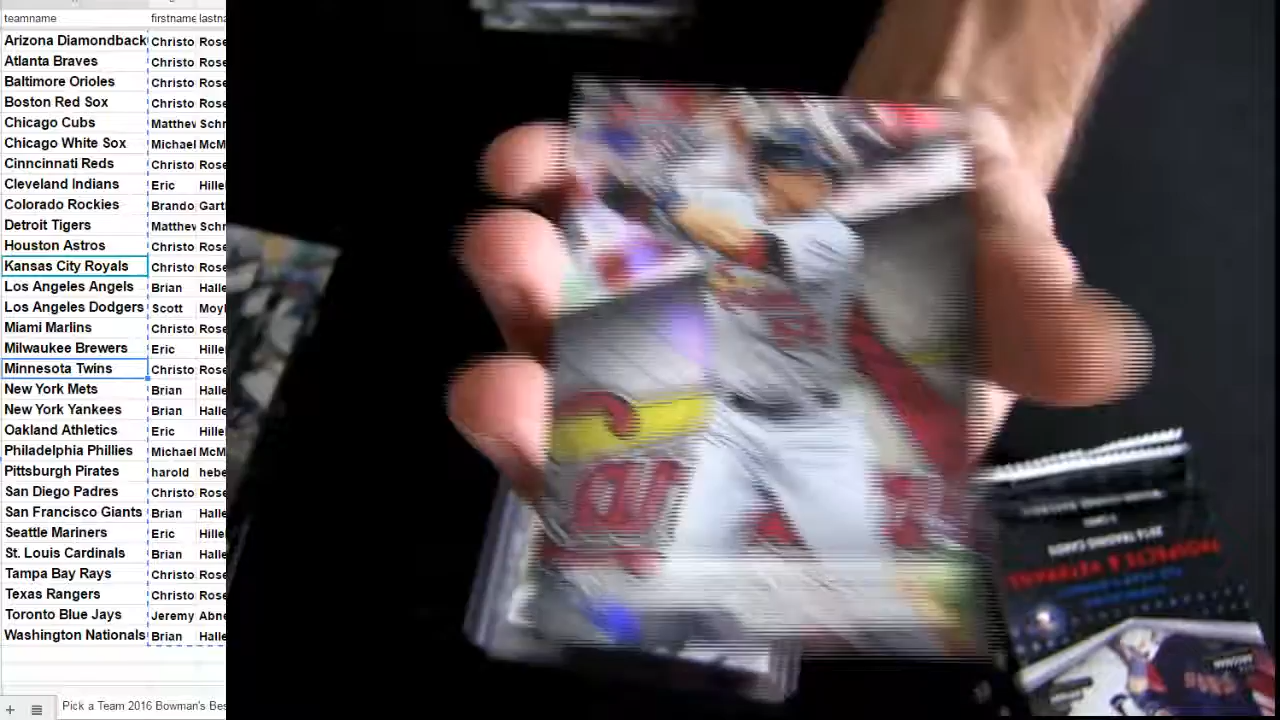 teamname firstname lastna
Arizona Diamondback Christo Rose
Atlanta Braves Christo Rose
Baltimore Orioles Christo Rose
Boston Red Sox Christo Rose
Chicago Cubs Matthew Schr
Chicago White Sox Michael McM
Cinncinnati Reds Christo Rose
Cleveland Indians Eric Hille
Colorado Rockies Brando Gart
Detroit Tigers Matthew Schr
Houston Astros Christo Rose
Kansas City Royals Christo Rose
Los Angeles Angels Brian Halle
Los Angeles Dodgers Scott Moyl
Miami Marlins Christo Rose
Milwaukee Brewers Eric Hille
Minnesota Twins Christo Rose
New York Mets Brian Halle
New York Yankees Brian Halle
Oakland Athletics Eric Hille
Philadelphia Phillies Michael McM
Pittsburgh Pirates harold hebe
San Diego Padres Christo Rose
San Francisco Giants Brian Halle
Seattle Mariners Eric Hille
St. Louis Cardinals Brian Halle
Tampa Bay Rays Christo Rose
Texas Rangers Christo Rose
Toronto Blue Jays Jeremy Abne
Washington Nationals Brian Halle
Pick a Team 2016 Bowman's Bes
PROSPECTS & VETERANS